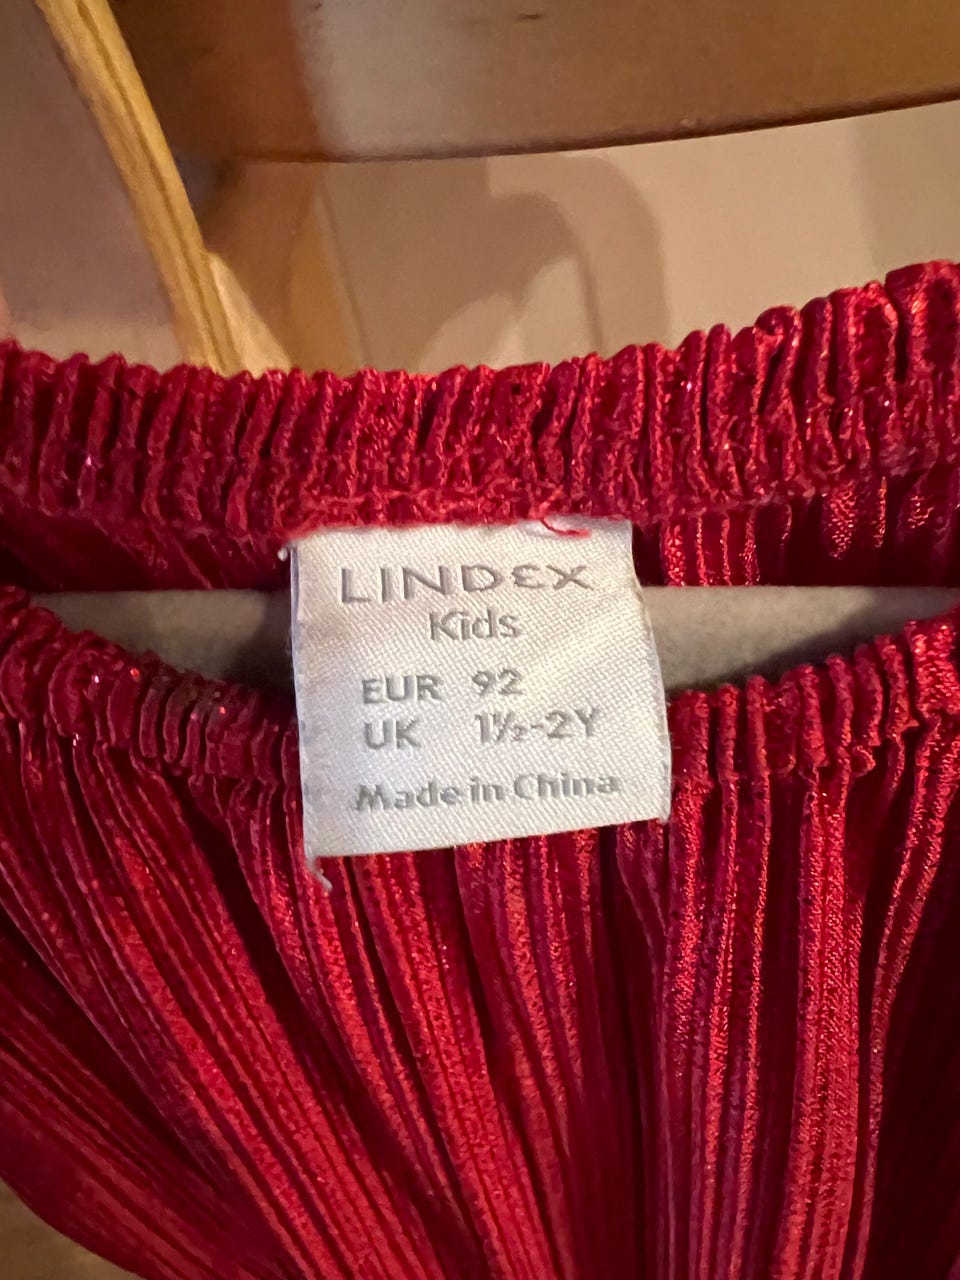 LINDEX
Kids
EUR 92
UK 1½-2Y
Made in China